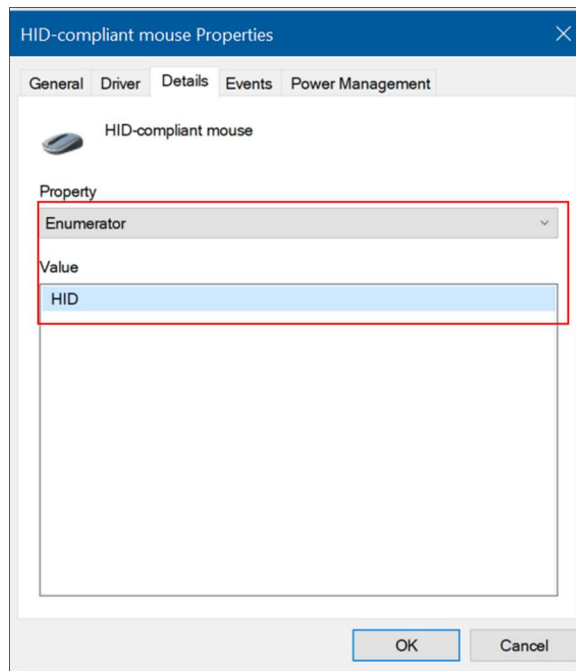 HID-compliant mouse Properties
General Driver Details Events Power Management
HID-compliant mouse
Property
Enumerator
Value
HID
OK Cancel